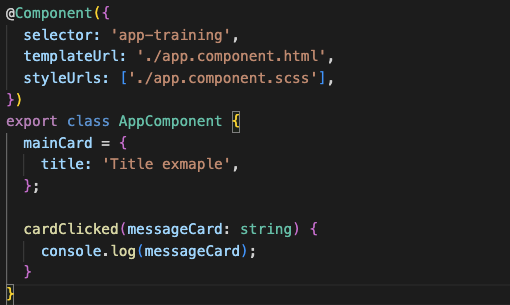 @Component({
  selector: 'app-training',
  templateUrl: './app.component.html',
  styleUrls: ['./app.component.scss'],
})
export class AppComponent {
  mainCard = {
    title: 'Title exmaple',
  };

  cardClicked(messageCard: string) {
    console.log(messageCard);
  }
}